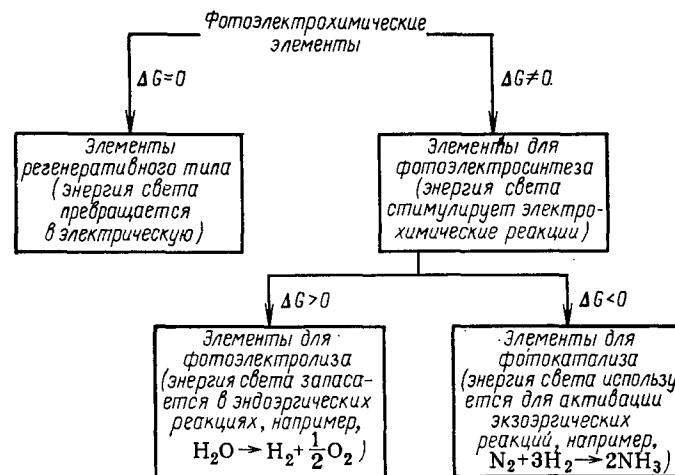 Фотоэлектрохимические
элементы
ΔG=0
ΔG≠0.
Элементы
регенеративного типа
(энергия света
превращается
в электрическую)
Элементы для
фотоэлектросинтеза
(энергия света
стимулирует электро-
химические реакции)
ΔG>0
ΔG<0
Элементы для
фотоэлектролиза
(энергия света запаса-
ется в эндоэргических
реакциях, например,
H₂O → H₂ + 1/2 O₂)
Элементы для
фотокатализа
(энергия света использу
ется для активации
экзоэргических
реакций, например,
N₂+3H₂→2NH₃)